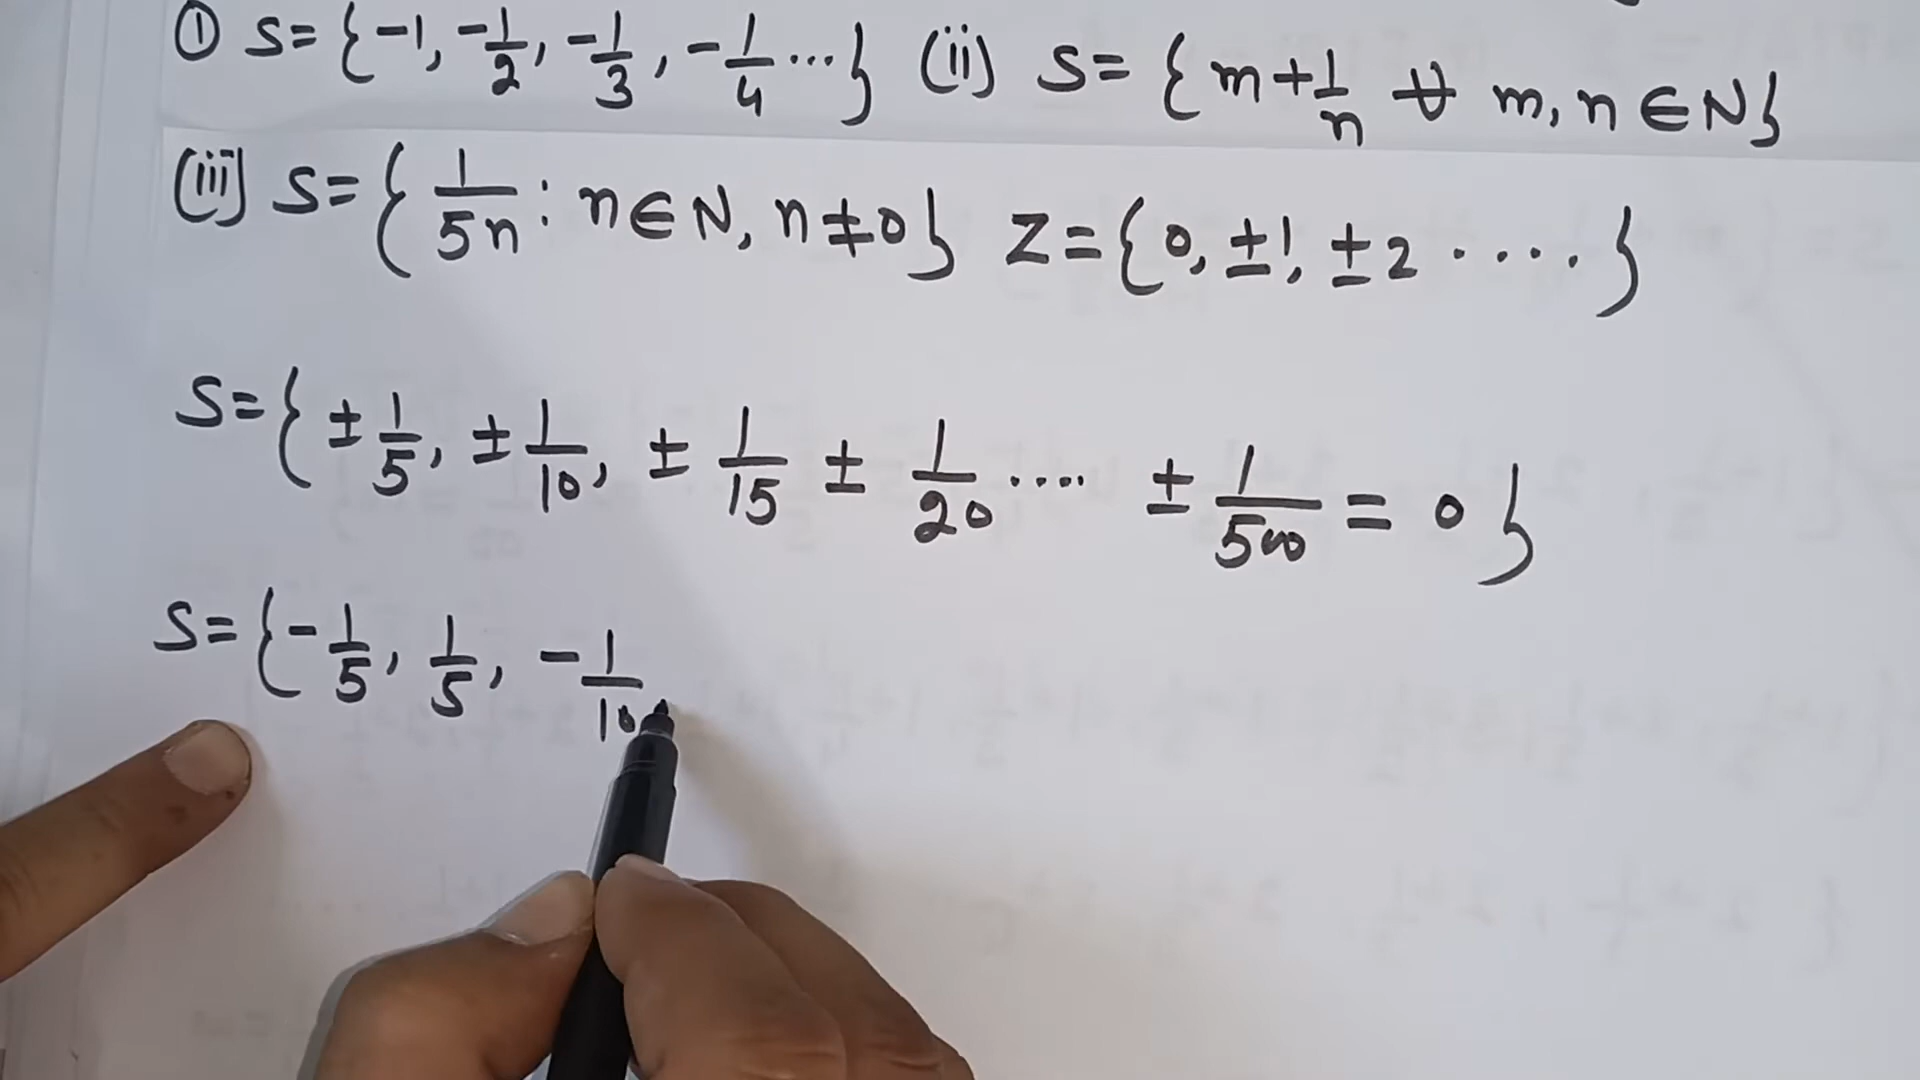 ① S= {-1, -1/2, -1/3, -1/4 ...} (ii) S= {m+1/n ∀ m, n ∈ N}
(iii) S= {1/5n : n∈N, n≠0} Z={0, ±1, ±2 ....}
S={±1/5, ±1/10, ±1/15 ±1/20 .... ±1/5∞ = 0}
S={-1/5, 1/5, -1/10